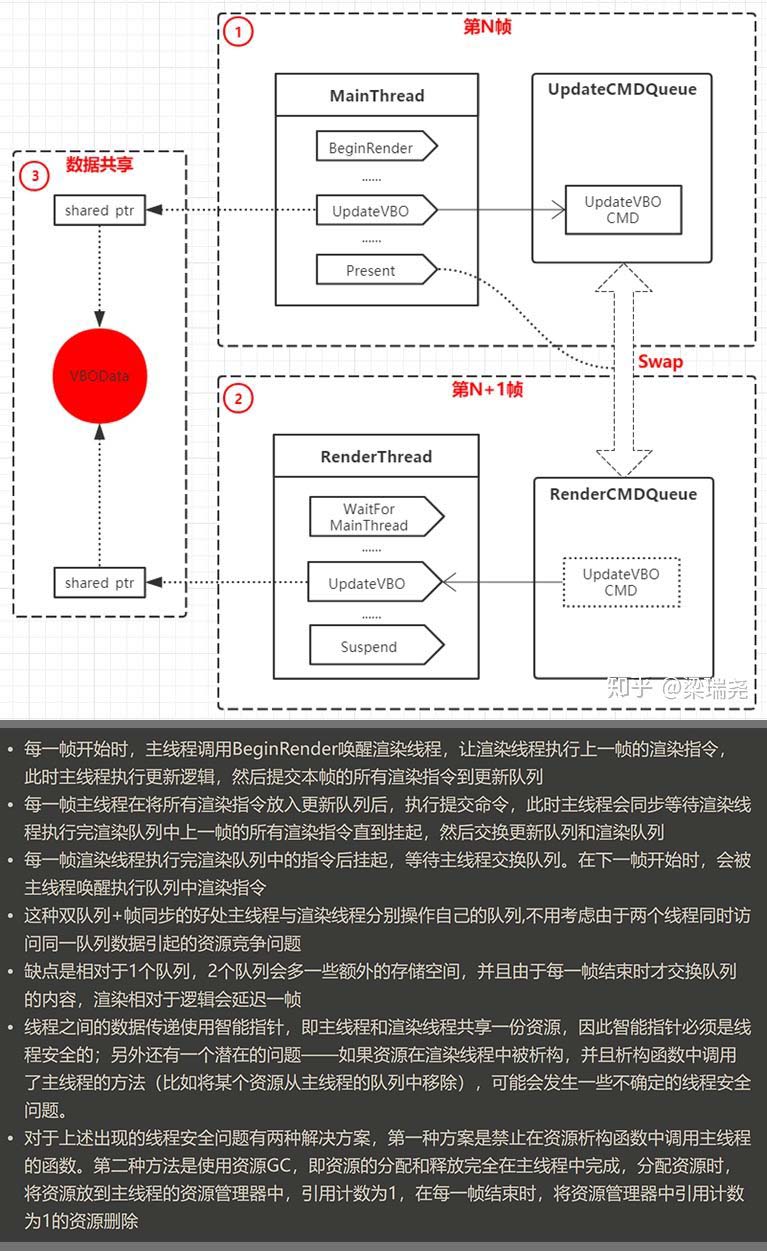 1
第N帧
MainThread
UpdateCMDQueue
BeginRender
......
UpdateVBO
......
Present
UpdateVBO
CMD
3
数据共享
shared ptr
VBOData
shared ptr
Swap
2
第N+1帧
RenderThread
RenderCMDQueue
WaitFor
MainThread
......
UpdateVBO
......
Suspend
UpdateVBO
CMD
知乎 @梁瑞尧
• 每一帧开始时，主线程调用BeginRender唤醒渲染线程，让渲染线程执行上一帧的渲染指令，
此时主线程执行更新逻辑，然后提交本帧的所有渲染指令到更新队列
• 每一帧主线程在将所有渲染指令放入更新队列后，执行提交命令，此时主线程会同步等待渲染线
程执行完渲染队列中上一帧的所有渲染指令直到挂起，然后交换更新队列和渲染队列
• 每一帧渲染线程执行完渲染队列中的指令后挂起，等待主线程交换队列。在下一帧开始时，会被
主线程唤醒执行队列中渲染指令
• 这种双队列+帧同步的好处主线程与渲染线程分别操作自己的队列,不用考虑由于两个线程同时访
问同一队列数据引起的资源竞争问题
• 缺点是相对于1个队列，2个队列会多一些额外的存储空间，并且由于每一帧结束时才交换队列
的内容，渲染相对于逻辑会延迟一帧
• 线程之间的数据传递使用智能指针，即主线程和渲染线程共享一份资源，因此智能指针必须是线
程安全的；另外还有一个潜在的问题——如果资源在渲染线程中被析构，并且析构函数中调用
了主线程的方法（比如将某个资源从主线程的队列中移除），可能会发生一些不确定的线程安全
问题。
• 对于上述出现的线程安全问题有两种解决方案，第一种方案是禁止在资源析构函数中调用主线程
的函数。第二种方法是使用资源GC，即资源的分配和释放完全在主线程中完成，分配资源时，
将资源放到主线程的资源管理器中，引用计数为1，在每一帧结束时，将资源管理器中引用计数
为1的资源删除